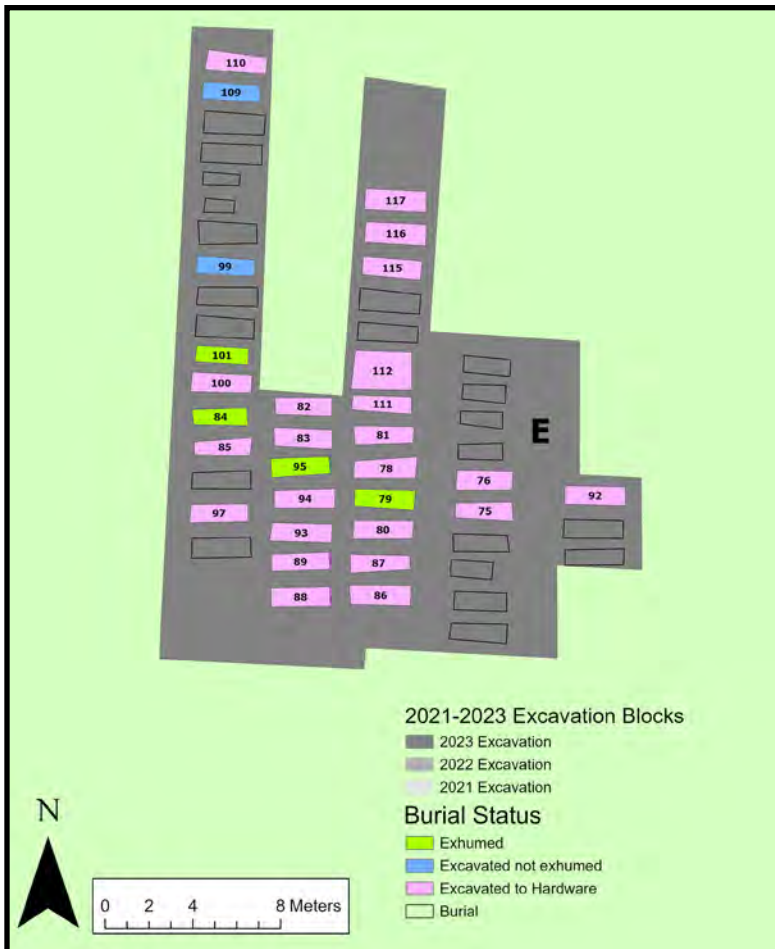 110
109
117
116
115
99
101
112
100
82
111
84
83
81
E
85
95
78
76
92
94
79
75
97
93
80
89
87
88
86
2021-2023 Excavation Blocks
2023 Excavation
2022 Excavation
2021 Excavation
Burial Status
Exhumed
Excavated not exhumed
Excavated to Hardware
Burial
N
0 2 4 8 Meters